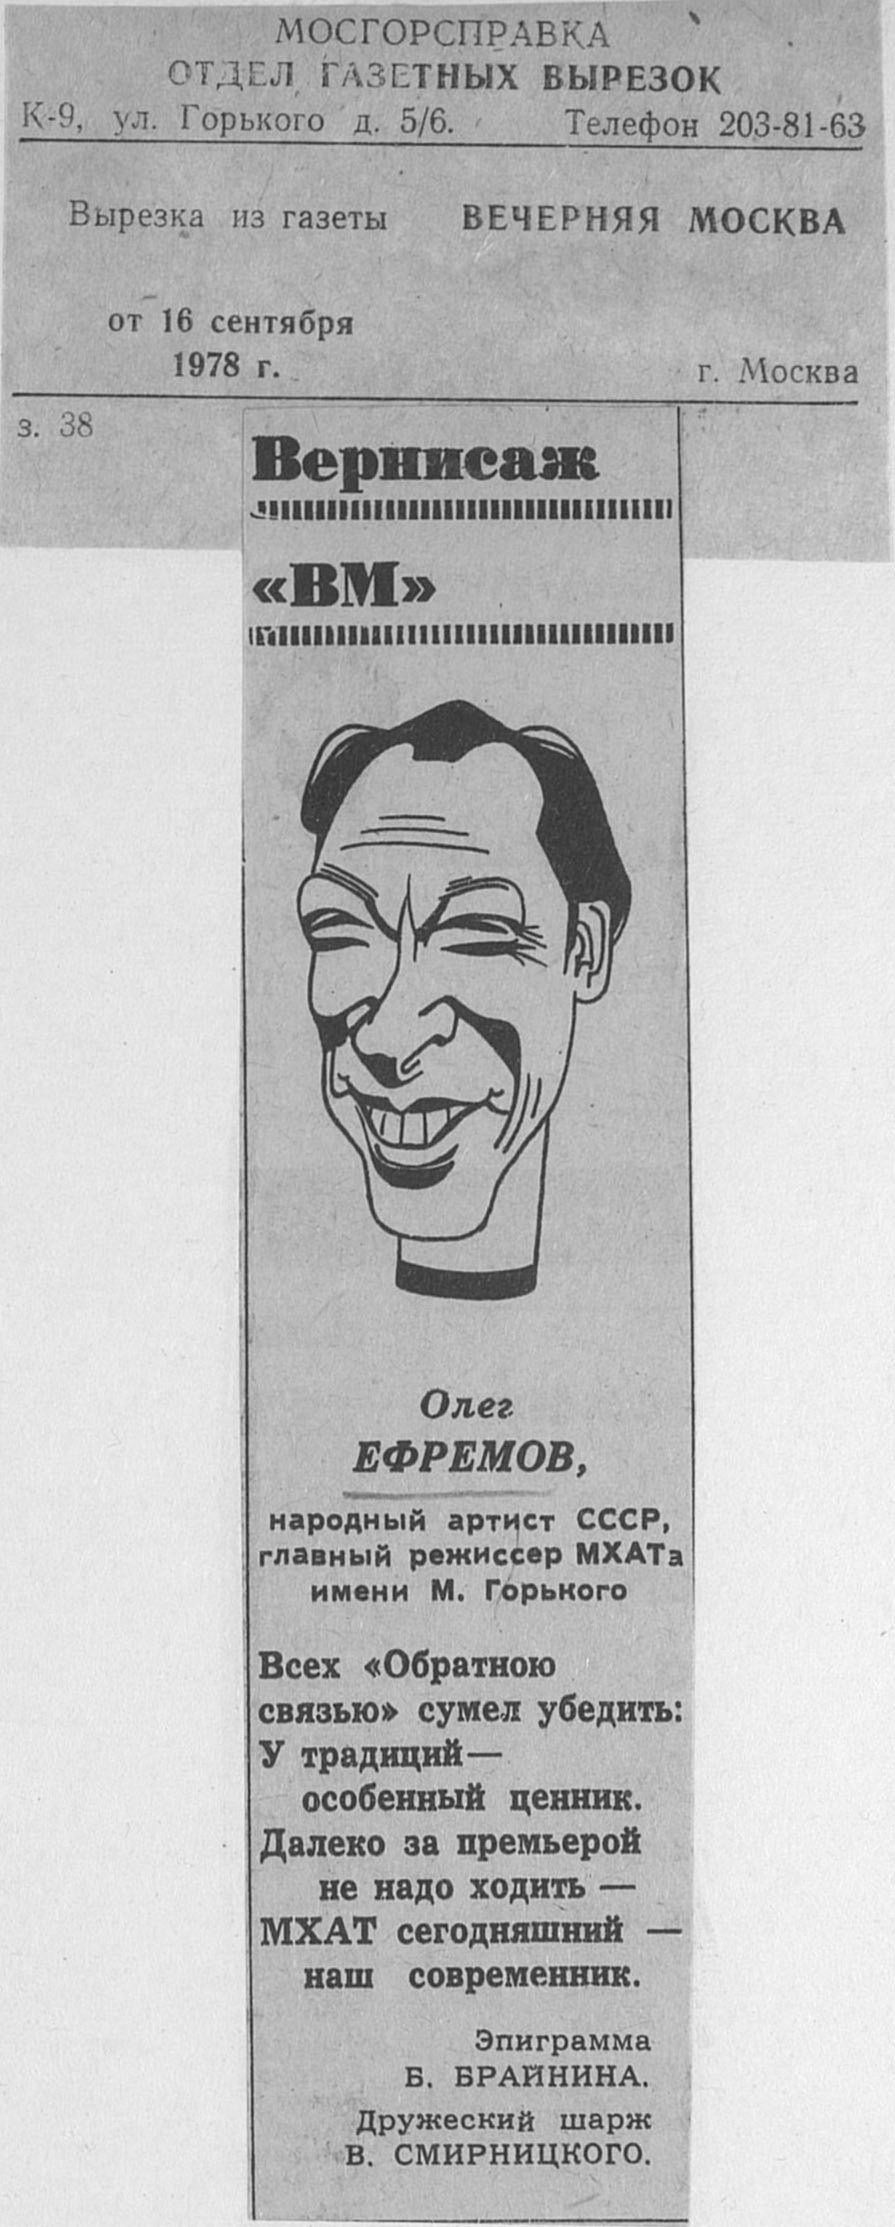 МОСГОРСПРАВКА
ОТДЕЛ ГАЗЕТНЫХ ВЫРЕЗОК
К-9, ул. Горького д. 5/6. Телефон 203-81-63
Вырезка из газеты ВЕЧЕРНЯЯ МОСКВА
от 16 сентября
1978 г.
г. Москва
з. 38
Вернисаж
«ВМ»
Олег
ЕФРЕМОВ,
народный артист СССР,
главный режиссер МХАТа
имени М. Горького
Всех «Обратною
связью» сумел убедить:
У традиций—
особенный ценник.
Далеко за премьерой
не надо ходить —
МХАТ сегодняшний —
наш современник.
Эпиграмма
Б. БРАЙНИНА.
Дружеский шарж
В. СМИРНИЦКОГО.